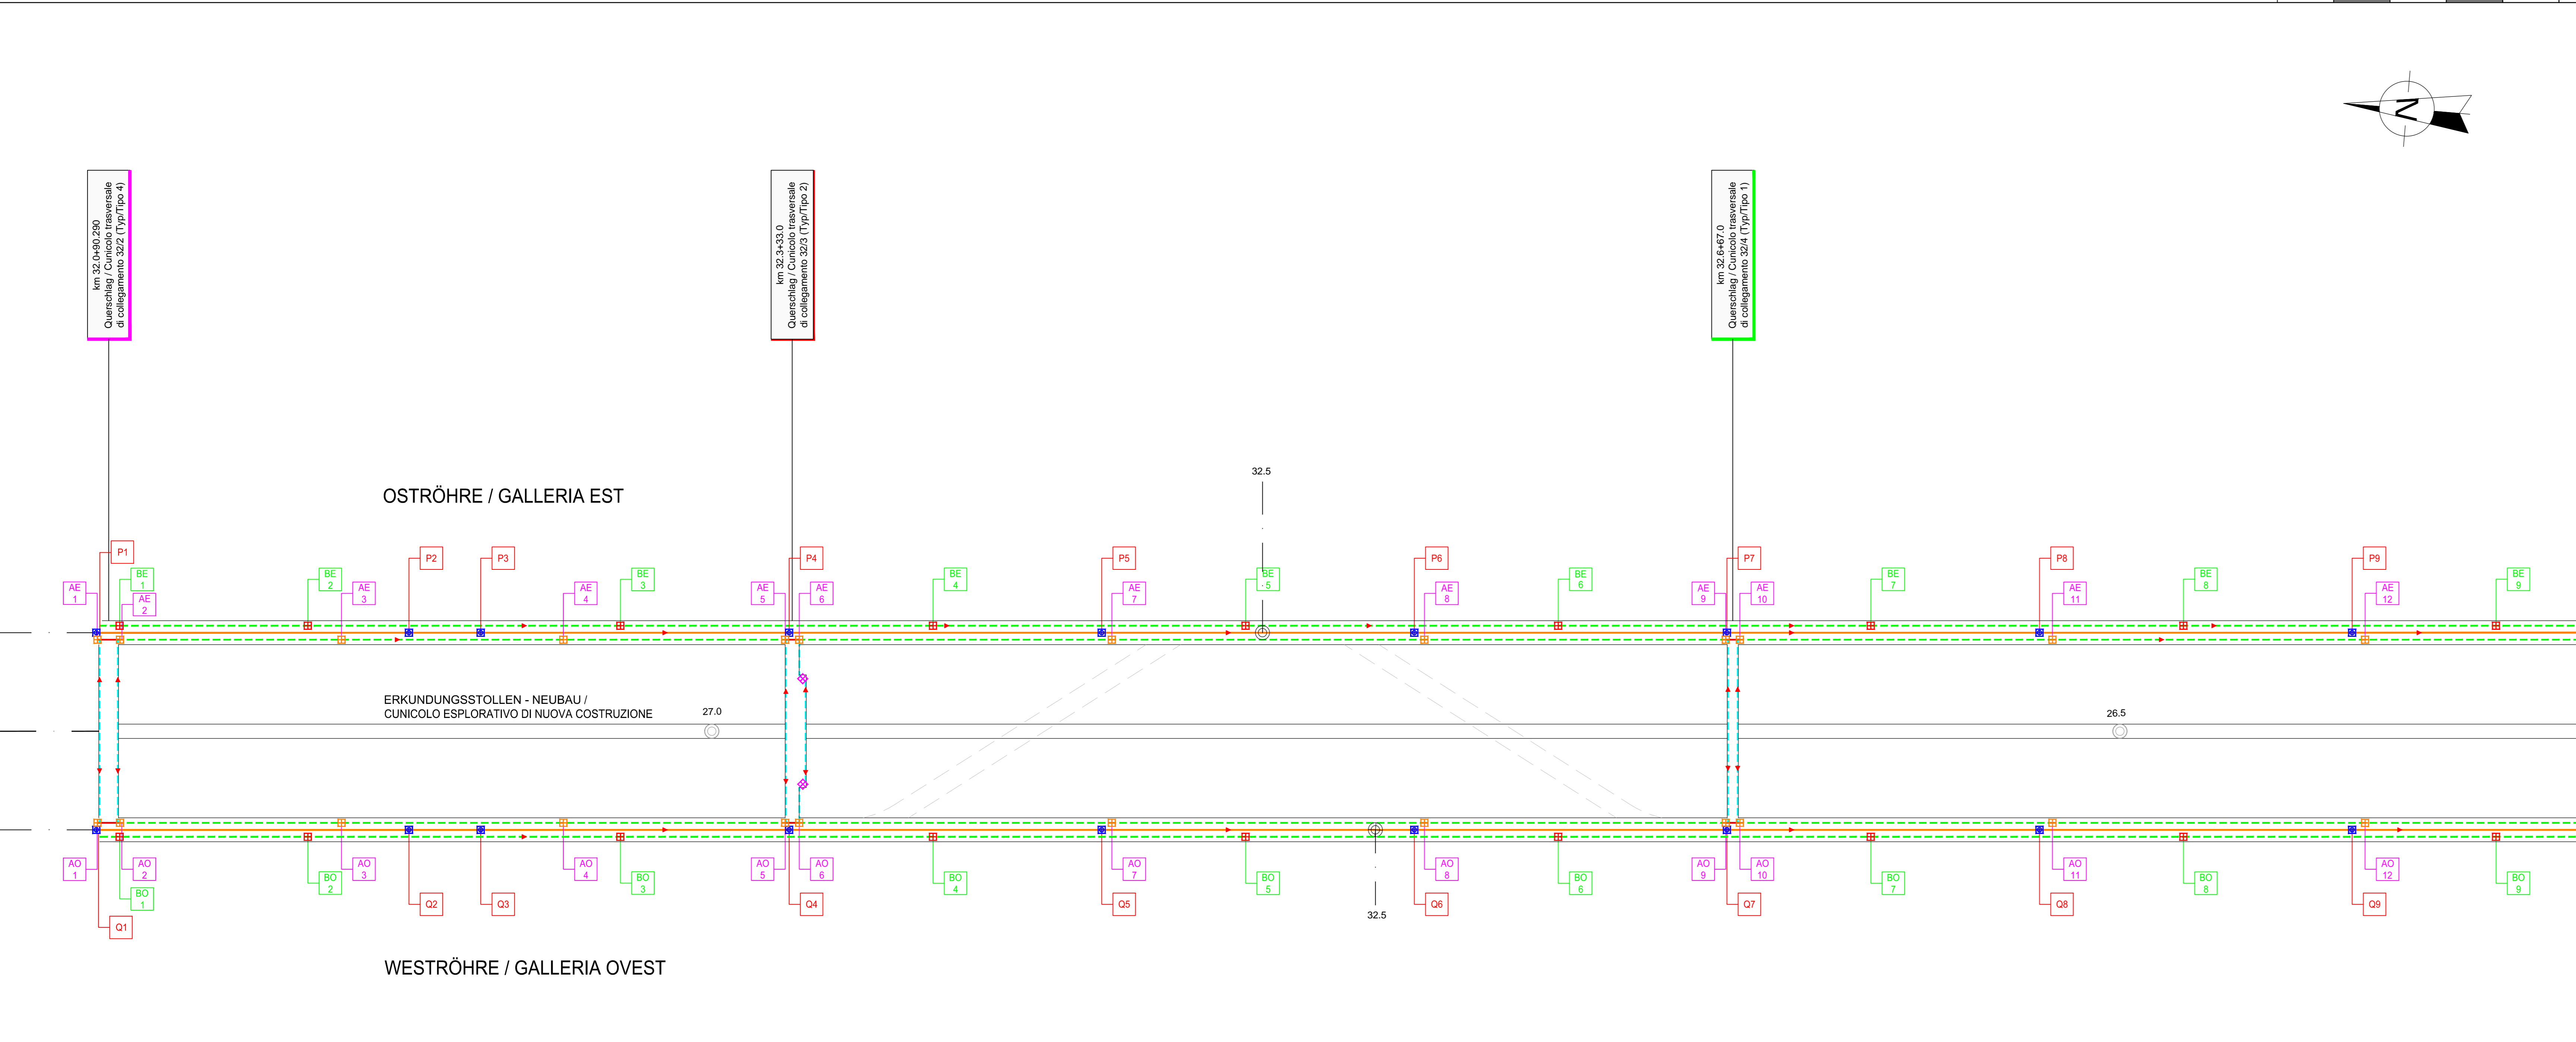 N
km 32.0+90.290
Querschlag / Cunicolo trasversale
di collegamento 32/2 (Typ/Tipo 4)
km 32.3+33.0
Querschlag / Cunicolo trasversale
di collegamento 32/3 (Typ/Tipo 2)
km 32.6+67.0
Querschlag / Cunicolo trasversale
di collegamento 32/4 (Typ/Tipo 1)
32.5
OSTRÖHRE / GALLERIA EST
P1
P2
P3
P4
P5
P6
P7
P8
P9
BE
1
BE
2
BE
3
BE
4
BE
5
BE
6
BE
7
BE
8
BE
9
AE
1
AE
2
AE
3
AE
4
AE
5
AE
6
AE
7
AE
8
AE
9
AE
10
AE
11
AE
12
ERKUNDUNGSSTOLLEN - NEUBAU /
CUNICOLO ESPLORATIVO DI NUOVA COSTRUZIONE
27.0
26.5
AO
1
AO
2
AO
3
AO
4
AO
5
AO
6
AO
7
AO
8
AO
9
AO
10
AO
11
AO
12
BO
1
BO
2
BO
3
BO
4
BO
5
BO
6
BO
7
BO
8
BO
9
Q1
Q2
Q3
Q4
Q5
Q6
Q7
Q8
Q9
32.5
WESTRÖHRE / GALLERIA OVEST